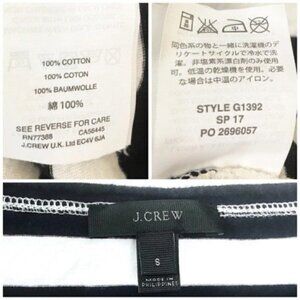 100% COTTON
100% COTON
100% BAUMWOLLE
綿 100%
SEE REVERSE FOR CARE
RN77388 CA56445
J.CREW U.K. Ltd EC4V 6JA
同色系の物と一緒に洗濯機のデ
リケートサイクルで冷水で洗
濯。非塩素系漂白剤のみ使用
可。低温の乾燥機を使用。必要
な場合は中温のアイロン。
STYLE G1392
SP 17
PO 2696057
J.CREW
S
MADE IN
PHILIPPINES